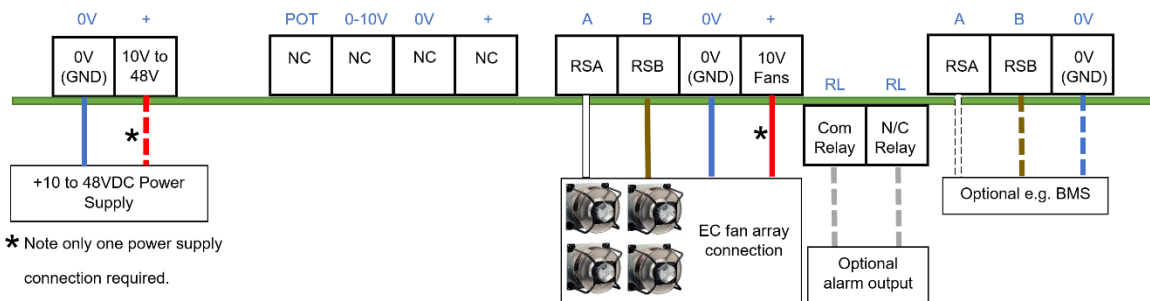 0V +
0V (GND)
10V to 48V
+10 to 48VDC Power
Supply
* Note only one power supply
connection required.
POT 0-10V 0V +
NC NC NC NC
A B 0V +
RSA
RSB
0V (GND)
10V Fans
*
*
EC fan array
connection
RL RL
Com Relay
N/C Relay
Optional
alarm output
A B 0V
RSA
RSB
0V (GND)
Optional e.g. BMS